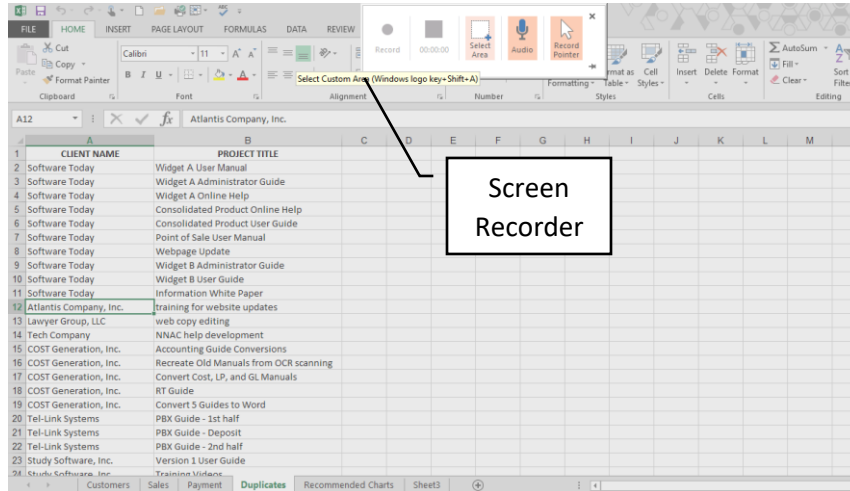 FILE HOME INSERT PAGE LAYOUT FORMULAS DATA REVIEW
Cut
Copy
Format Painter
Paste
Clipboard
Calibri 11 A A
B I U A
Font
Alignment
Record 00:00:00 Select Area Audio Record Pointer
Select Custom Area (Windows logo key+Shift+A)
Number
Formatting Table Cell Styles
Styles
Insert Delete Format
Cells
AutoSum
Fill
Clear
Sort
Editing
A12 fx Atlantis Company, Inc.
A B C D E F G H I J K L M
1 CLIENT NAME PROJECT TITLE
2 Software Today Widget A User Manual
3 Software Today Widget A Administrator Guide
4 Software Today Widget A Online Help
5 Software Today Consolidated Product Online Help
6 Software Today Consolidated Product User Guide
7 Software Today Point of Sale User Manual
8 Software Today Webpage Update
9 Software Today Widget B Administrator Guide
10 Software Today Widget B User Guide
11 Software Today Information White Paper
12 Atlantis Company, Inc. training for website updates
13 Lawyer Group, LLC web copy editing
14 Tech Company NNAC help development
15 COST Generation, Inc. Accounting Guide Conversions
16 COST Generation, Inc. Recreate Old Manuals from OCR scanning
17 COST Generation, Inc. Convert Cost, LP, and GL Manuals
18 COST Generation, Inc. RT Guide
19 COST Generation, Inc. Convert 5 Guides to Word
20 Tel-Link Systems PBX Guide - 1st half
21 Tel-Link Systems PBX Guide - Deposit
22 Tel-Link Systems PBX Guide - 2nd half
23 Study Software, Inc. Version 1 User Guide
24 Study Software, Inc. Training Videos
Screen
Recorder
Customers Sales Payment Duplicates Recommended Charts Sheet3